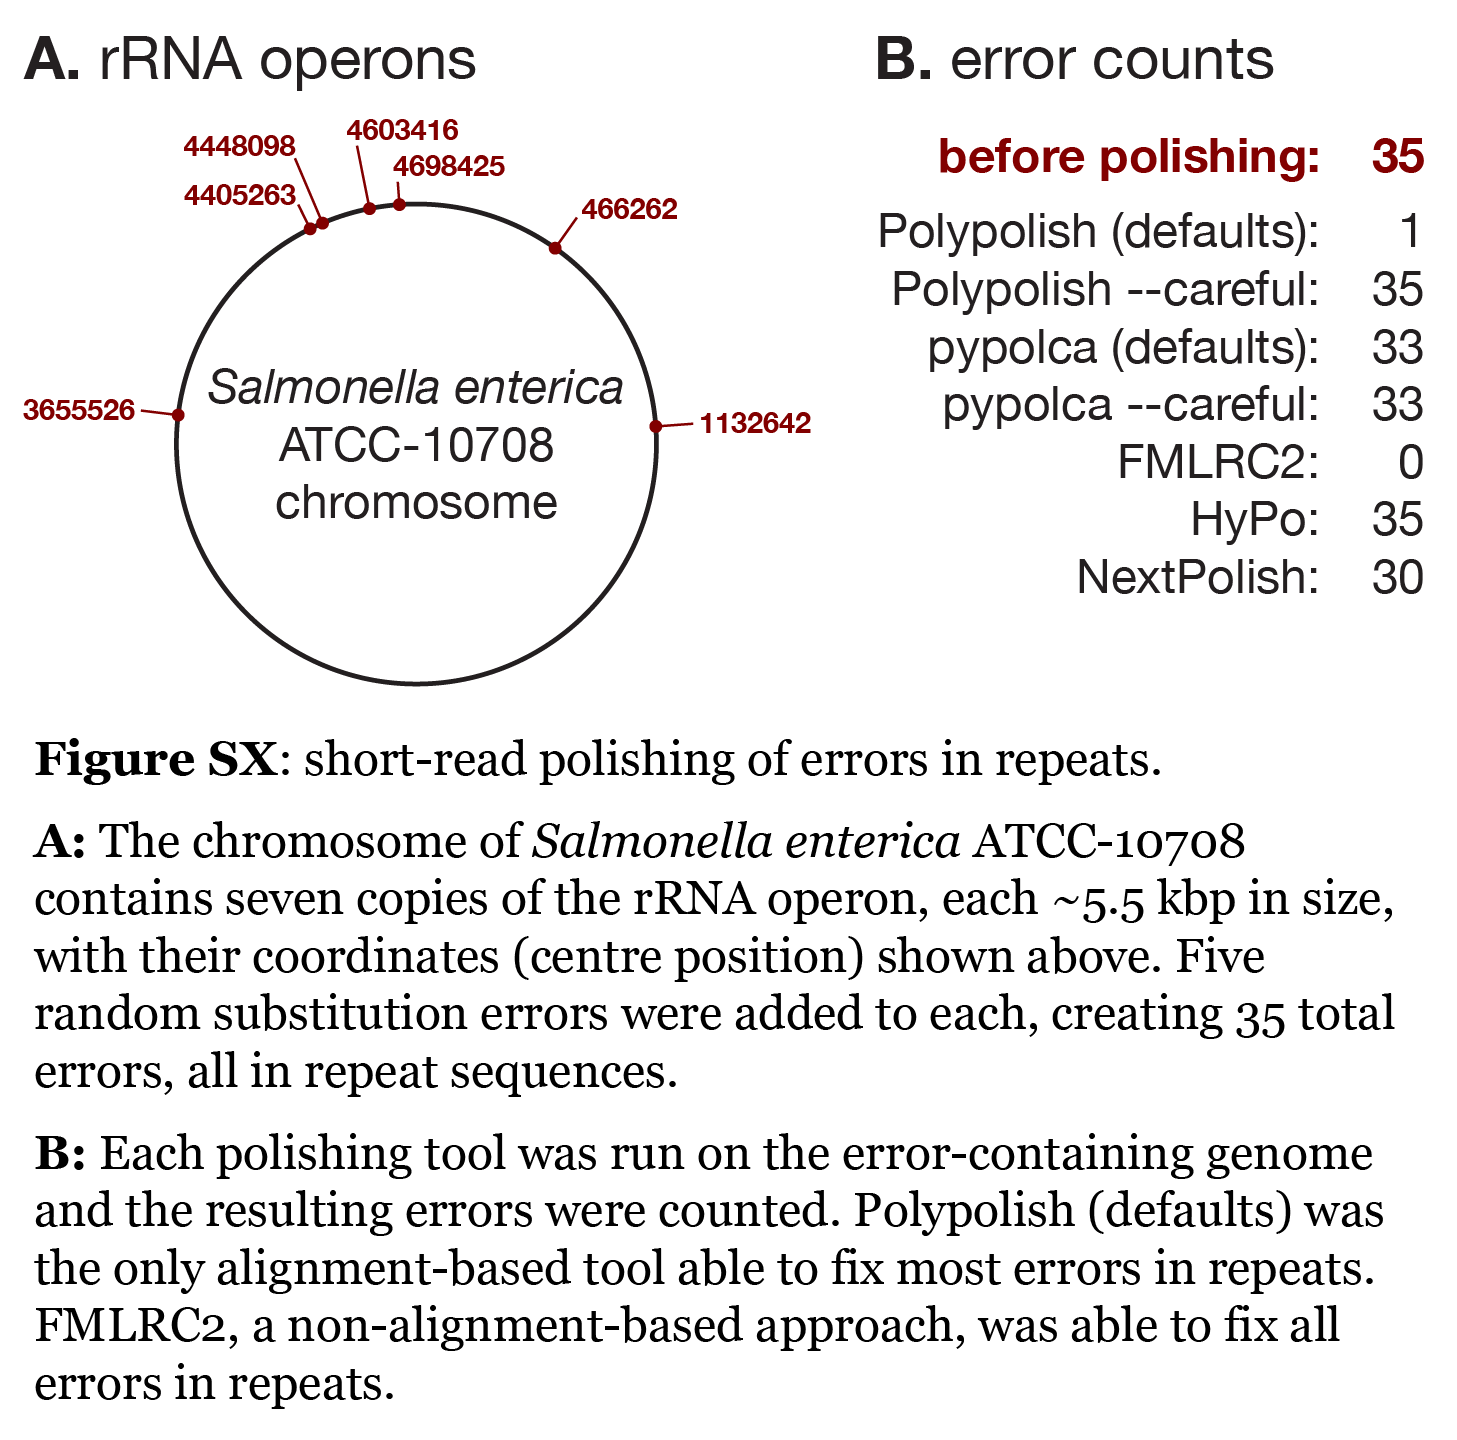 A. rRNA operons
4603416
4448098
4698425
4405263
466262
3655526
1132642
Salmonella enterica
ATCC-10708
chromosome
B. error counts
before polishing: 35
Polypolish (defaults): 1
Polypolish --careful: 35
pypolca (defaults): 33
pypolca --careful: 33
FMLRC2: 0
HyPo: 35
NextPolish: 30
Figure SX: short-read polishing of errors in repeats.
A: The chromosome of Salmonella enterica ATCC-10708
contains seven copies of the rRNA operon, each ~5.5 kbp in size,
with their coordinates (centre position) shown above. Five
random substitution errors were added to each, creating 35 total
errors, all in repeat sequences.
B: Each polishing tool was run on the error-containing genome
and the resulting errors were counted. Polypolish (defaults) was
the only alignment-based tool able to fix most errors in repeats.
FMLRC2, a non-alignment-based approach, was able to fix all
errors in repeats.